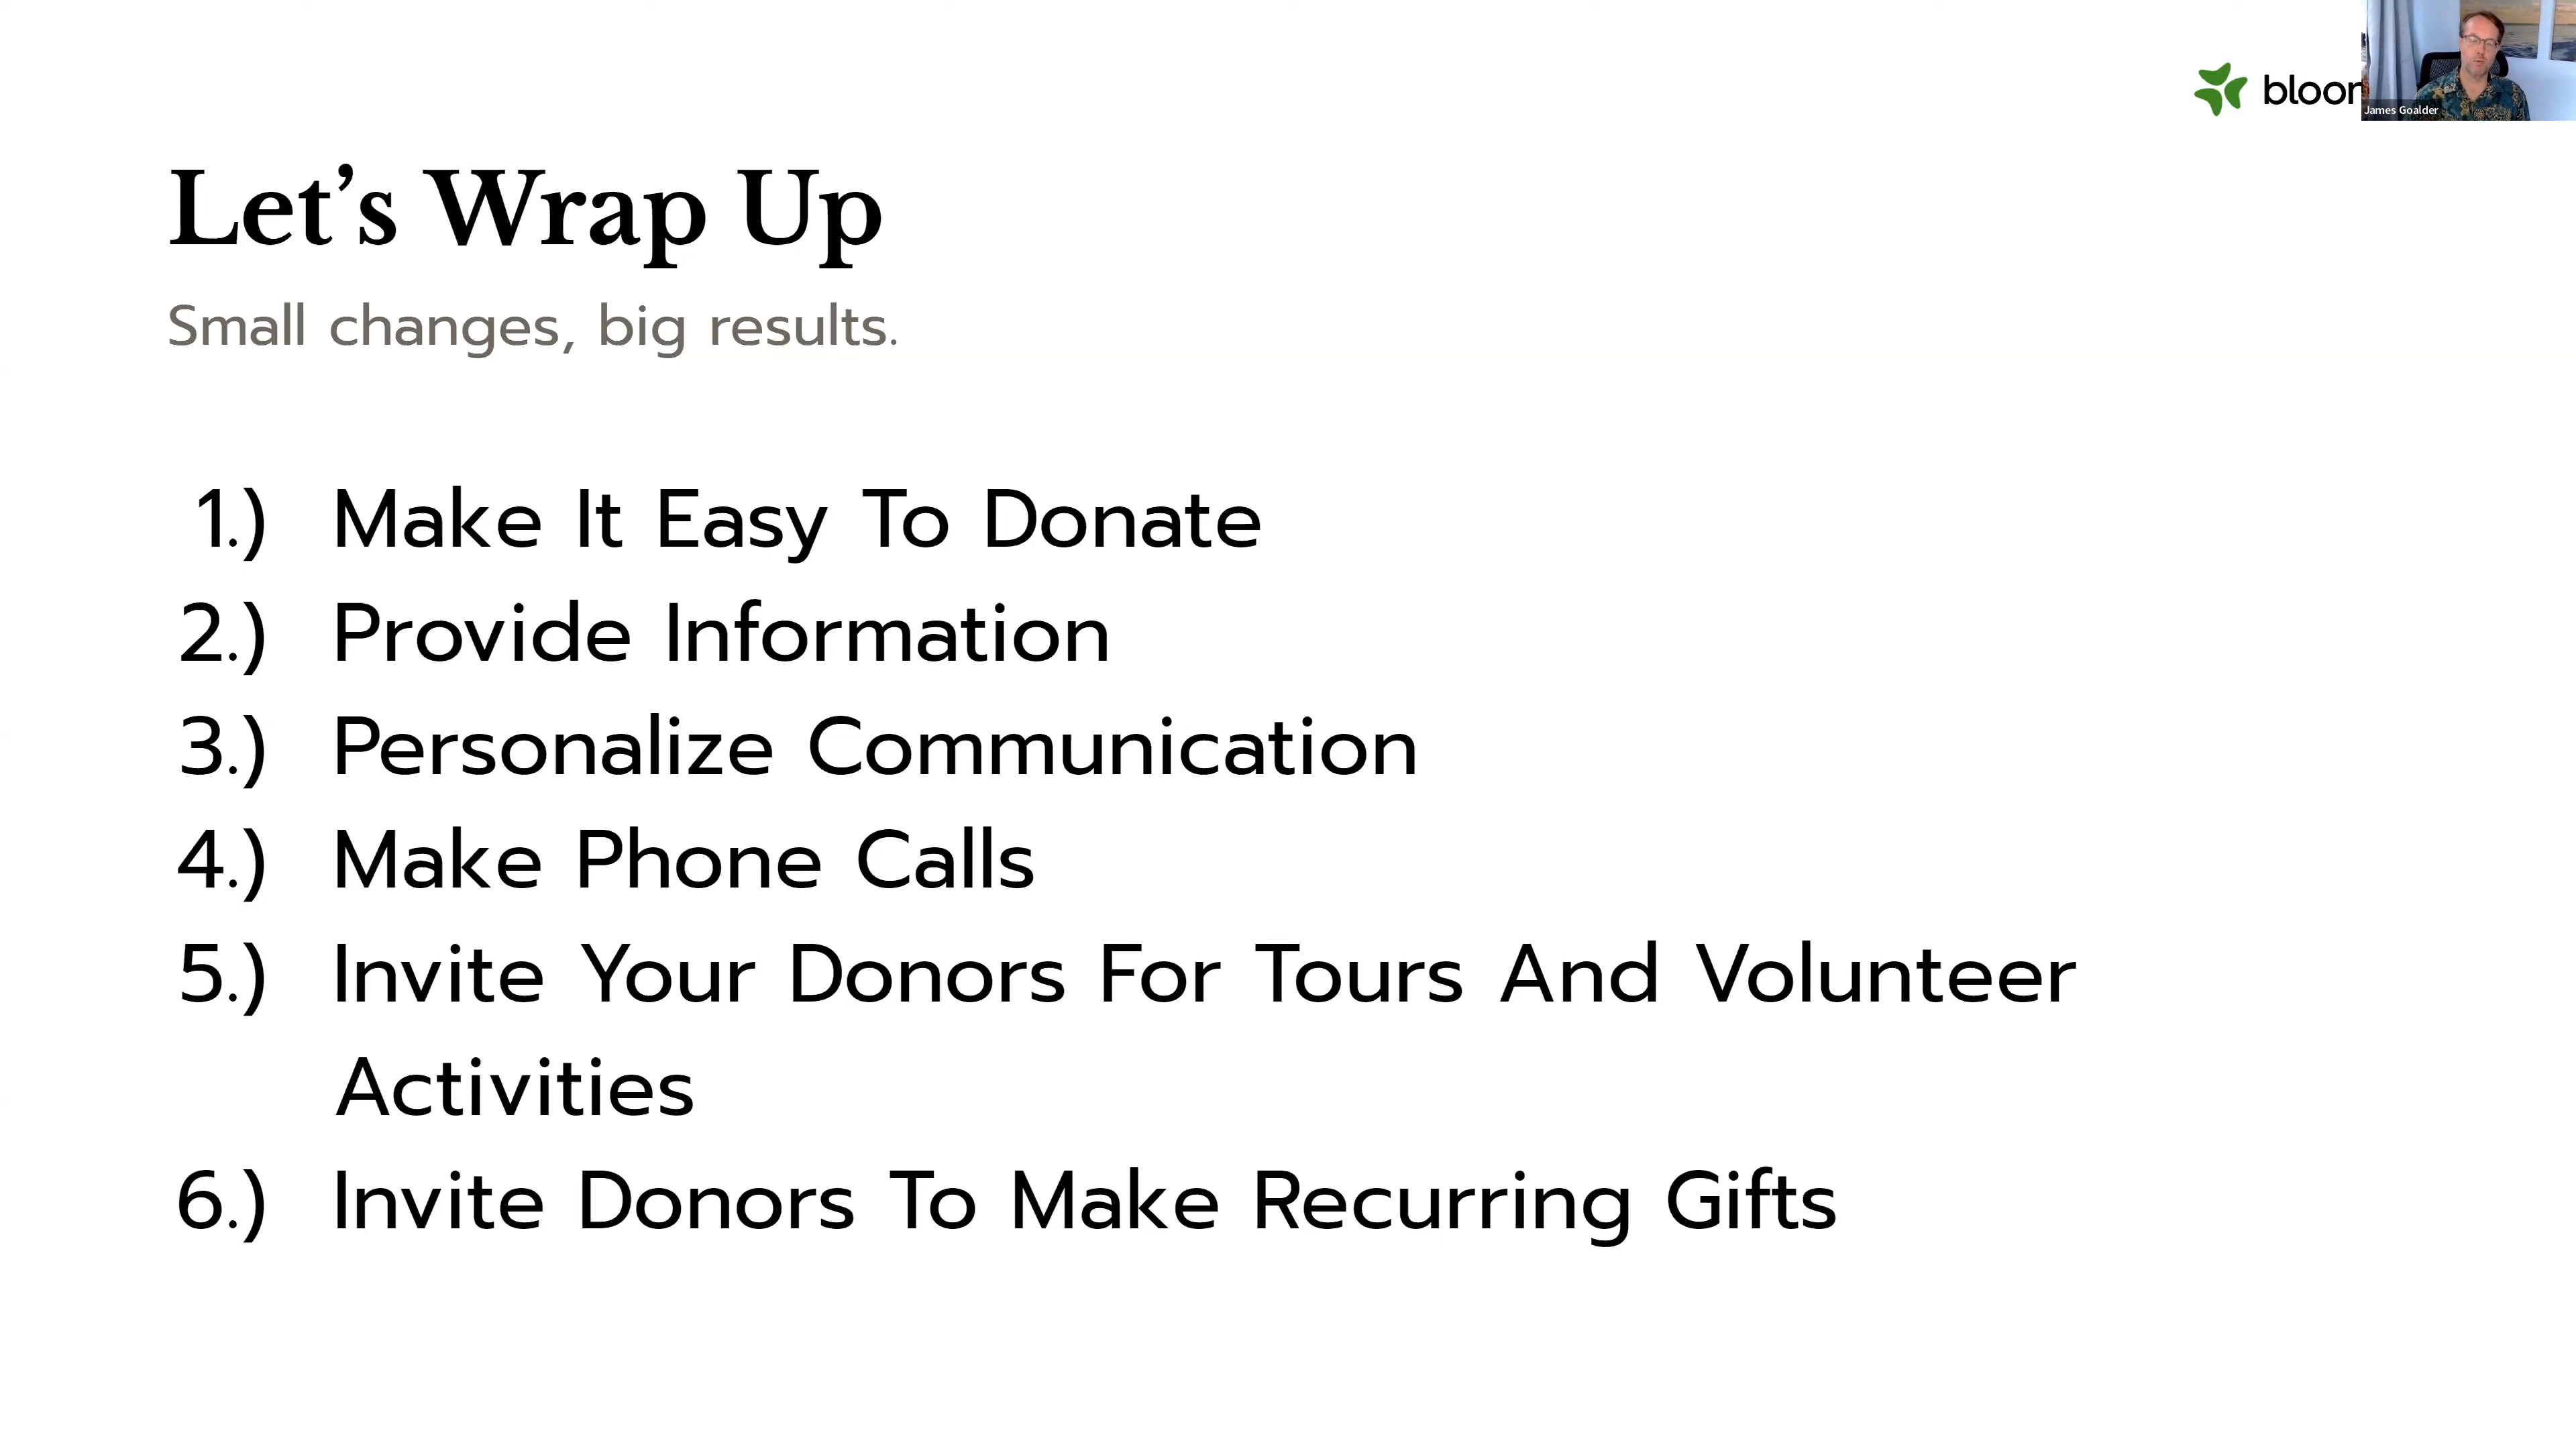 bloom
James Goalder
Let’s Wrap Up
Small changes, big results.
1.) Make It Easy To Donate
2.) Provide Information
3.) Personalize Communication
4.) Make Phone Calls
5.) Invite Your Donors For Tours And Volunteer
Activities
6.) Invite Donors To Make Recurring Gifts